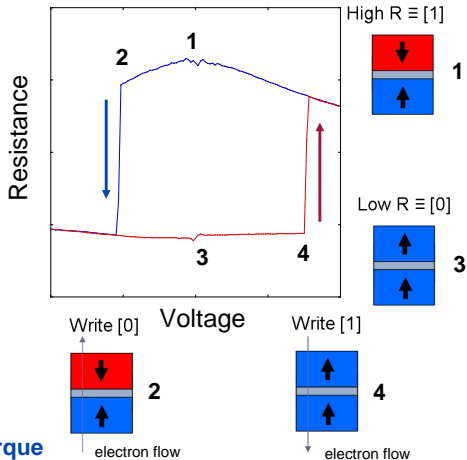 High R ≡ [1]
2
1
1
Resistance
Low R ≡ [0]
3
4
3
Write [0]
Voltage
Write [1]
2
4
electron flow
electron flow